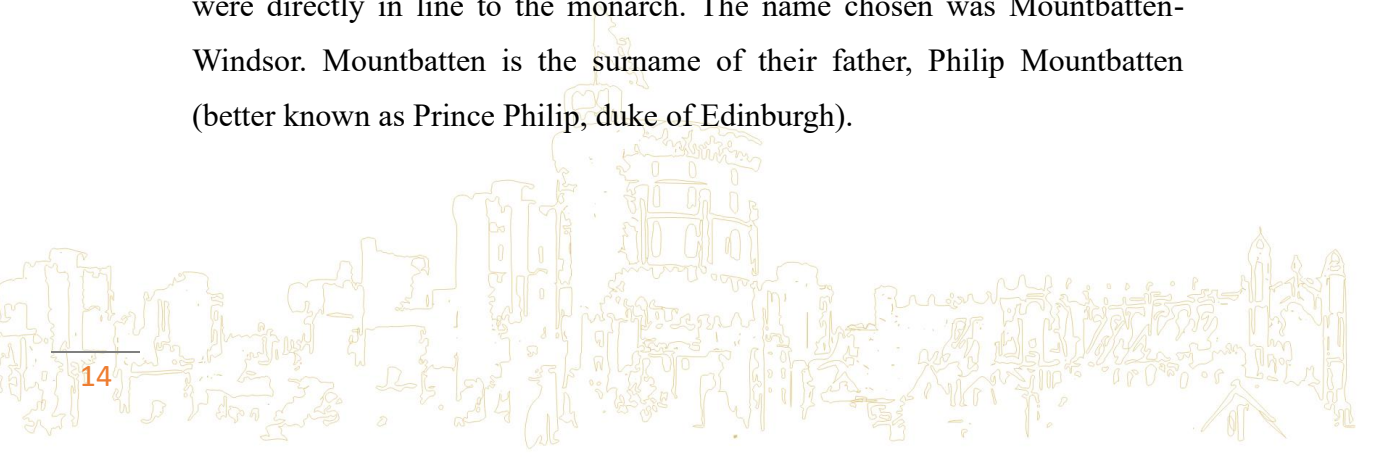 were directly in line to the monarch. The name chosen was Mountbatten-
Windsor. Mountbatten is the surname of their father, Philip Mountbatten
(better known as Prince Philip, duke of Edinburgh).
14